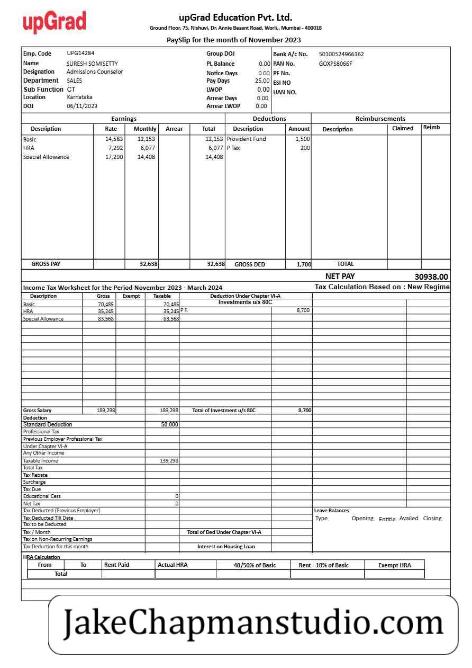 upGrad
upGrad Education Pvt. Ltd.
Ground Floor, 75, Nishuvi, Dr. Annie Besant Road, Worli, Mumbai - 400018
PaySlip for the month of November 2023
Emp. Code UPG14284 Group DOJ Bank A/c No. 50100524966162
Name SURESH SOMISETTY PL Balance 0.00 PAN No. GOXPS8066F
Designation Admissions Counselor Notice Days 0.00 PF No.
Department SALES Pay Days 25.00 ESI NO
Sub Function GT LWOP 0.00 UAN NO.
Location Karnataka Arrear Days 0.00
DOJ 06/11/2023 Arrear LWOP 0.00
Earnings Deductions Reimbursements
Description Rate Monthly Arrear Total Description Amount Description Claimed Reimb
Basic 14,583 12,153 12,153 Provident Fund 1,500
HRA 7,292 6,077 6,077 P Tax 200
Special Allowance 17,290 14,408 14,408
GROSS PAY 32,638 32,638 GROSS DED 1,700 TOTAL
NET PAY 30938.00
Income Tax Worksheet for the Period November 2023 - March 2024 Tax Calculation Based on : New Regime
Description Gross Exempt Taxable Deduction Under Chapter VI-A
Investments u/s 80C
Basic 70,485 70,485
HRA 35,245 35,245 P F 8,700
Special Allowance 83,568 83,568
Gross Salary 189,298 189,298 Total of Investment u/s 80C 8,700
Deduction
Standard Deduction 50,000
Professional Tax
Previous Employer Professional Tax
Under Chapter VI-A
Any Other Income
Taxable Income 139,298
Total Tax
Tax Rebate
Surcharge
Tax Due
Educational Cess 0
Net Tax 0
Tax Deducted (Previous Employer) Leave Balances
Tax Deducted Till Date Type Opening Entitle Availed Closing
Tax to be Deducted
Tax / Month Total of Ded Under Chapter VI-A
Tax on Non-Recurring Earnings
Tax Deduction for this month Interest on Housing Loan
HRA Calculation
From To Rent Paid Actual HRA 40/50% of Basic Rent 10% of Basic Exempt HRA
Total
JakeChapmanstudio.com